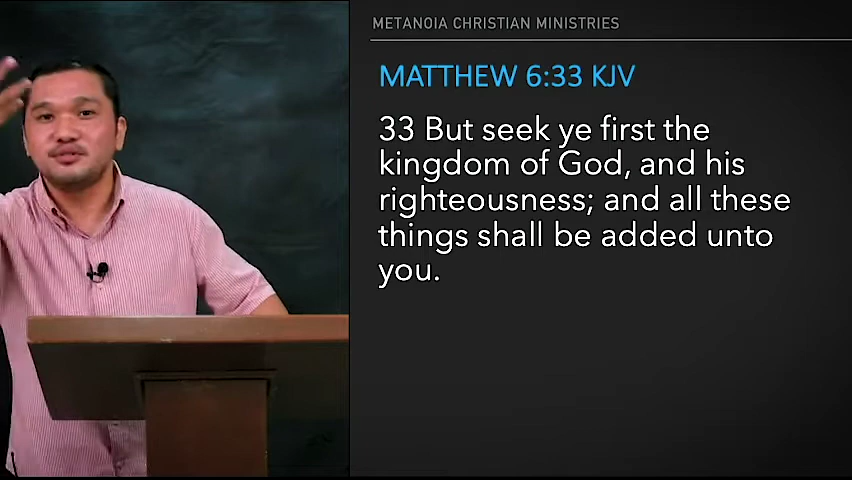 METANOIA CHRISTIAN MINISTRIES
MATTHEW 6:33 KJV
33 But seek ye first the
kingdom of God, and his
righteousness; and all these
things shall be added unto
you.